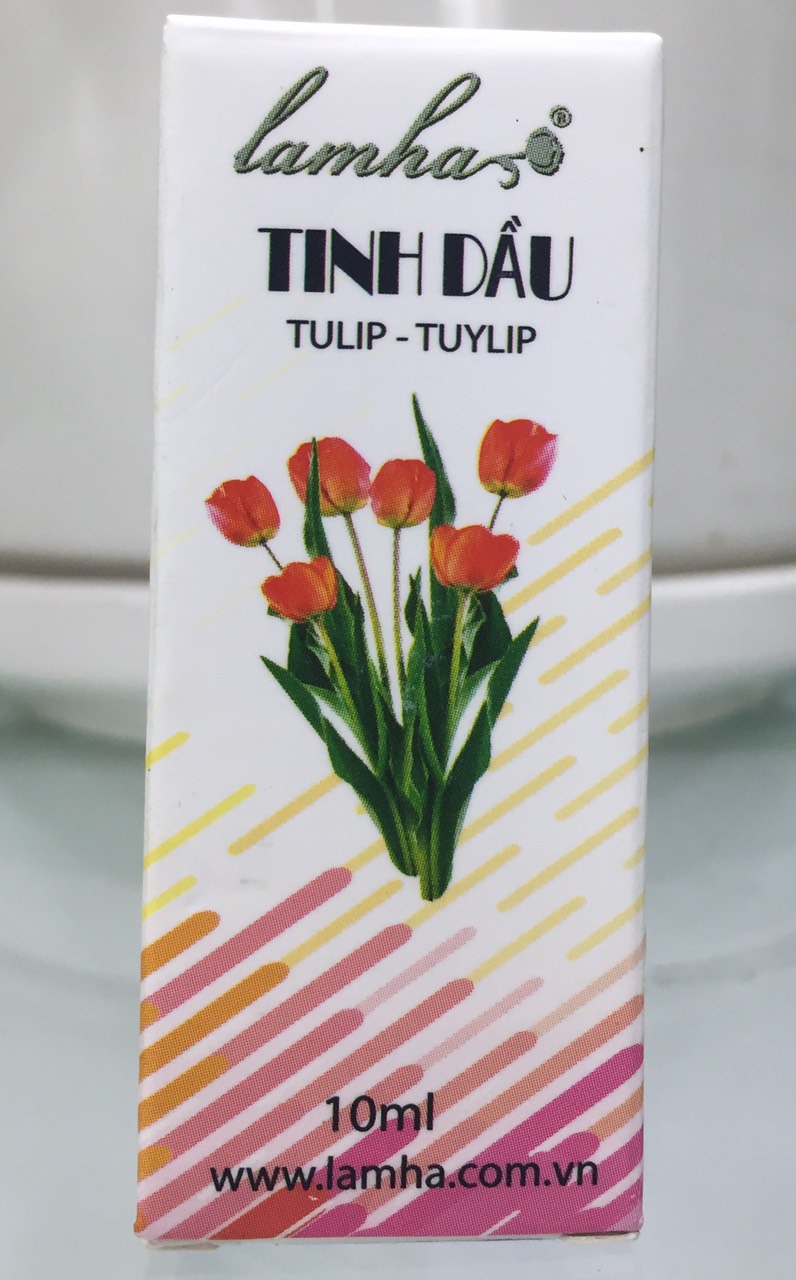 lamha ®
TINH DẦU
TULIP - TUYLIP
10ml
www.lamha.com.vn